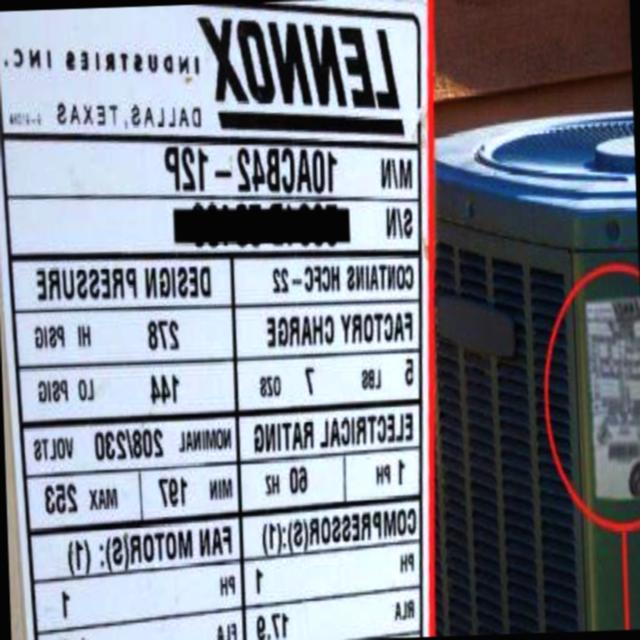 LENNOX
INDUSTRIES INC.
DALLAS, TEXAS
M/N 10ACB42-12P
S/N
CONTAINS HCFC-22 DESIGN PRESSURE
FACTORY CHARGE 278 HI PSIG
5 LBS 7 OZS 144 LO PSIG
ELECTRICAL RATING NOMINAL 208/230 VOLTS
1 PH 60 HZ MIN 197 MAX 253
COMPRESSOR(S):(1) FAN MOTOR(S): (1)
PH 1 PH 1
RLA 17.9 FLA